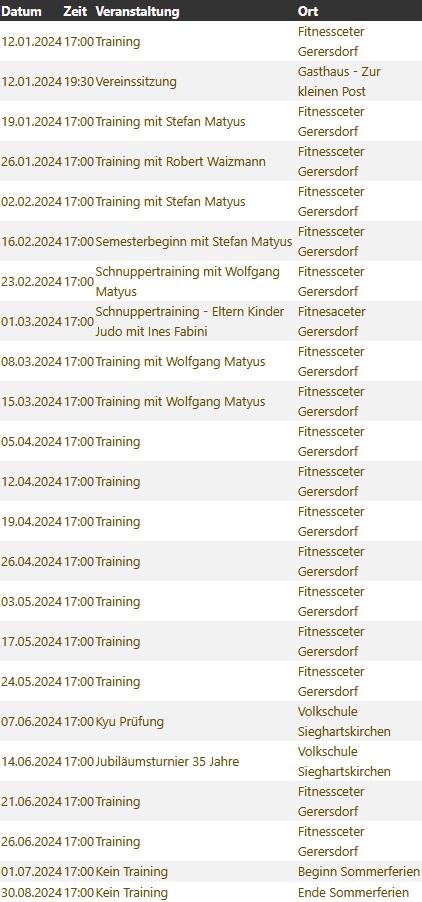 Datum Zeit Veranstaltung Ort
12.01.2024 17:00 Training Fitnessceter Gerersdorf
12.01.2024 19:30 Vereinssitzung Gasthaus - Zur kleinen Post
19.01.2024 17:00 Training mit Stefan Matyus Fitnessceter Gerersdorf
26.01.2024 17:00 Training mit Robert Waizmann Fitnessceter Gerersdorf
02.02.2024 17:00 Training mit Stefan Matyus Fitnessceter Gerersdorf
16.02.2024 17:00 Semesterbeginn mit Stefan Matyus Fitnessceter Gerersdorf
23.02.2024 17:00 Schnuppertraining mit Wolfgang Matyus Fitnessceter Gerersdorf
01.03.2024 17:00 Schnuppertraining - Eltern Kinder Judo mit Ines Fabini Fitnesaceter Gerersdorf
08.03.2024 17:00 Training mit Wolfgang Matyus Fitnessceter Gerersdorf
15.03.2024 17:00 Training mit Wolfgang Matyus Fitnessceter Gerersdorf
05.04.2024 17:00 Training Fitnessceter Gerersdorf
12.04.2024 17:00 Training Fitnessceter Gerersdorf
19.04.2024 17:00 Training Fitnessceter Gerersdorf
26.04.2024 17:00 Training Fitnessceter Gerersdorf
03.05.2024 17:00 Training Fitnessceter Gerersdorf
17.05.2024 17:00 Training Fitnessceter Gerersdorf
24.05.2024 17:00 Training Fitnessceter Gerersdorf
07.06.2024 17:00 Kyu Prüfung Volkschule Sieghartskirchen
14.06.2024 17:00 Jubiläumsturnier 35 Jahre Volkschule Sieghartskirchen
21.06.2024 17:00 Training Fitnessceter Gerersdorf
26.06.2024 17:00 Training Fitnessceter Gerersdorf
01.07.2024 17:00 Kein Training Beginn Sommerferien
30.08.2024 17:00 Kein Training Ende Sommerferien